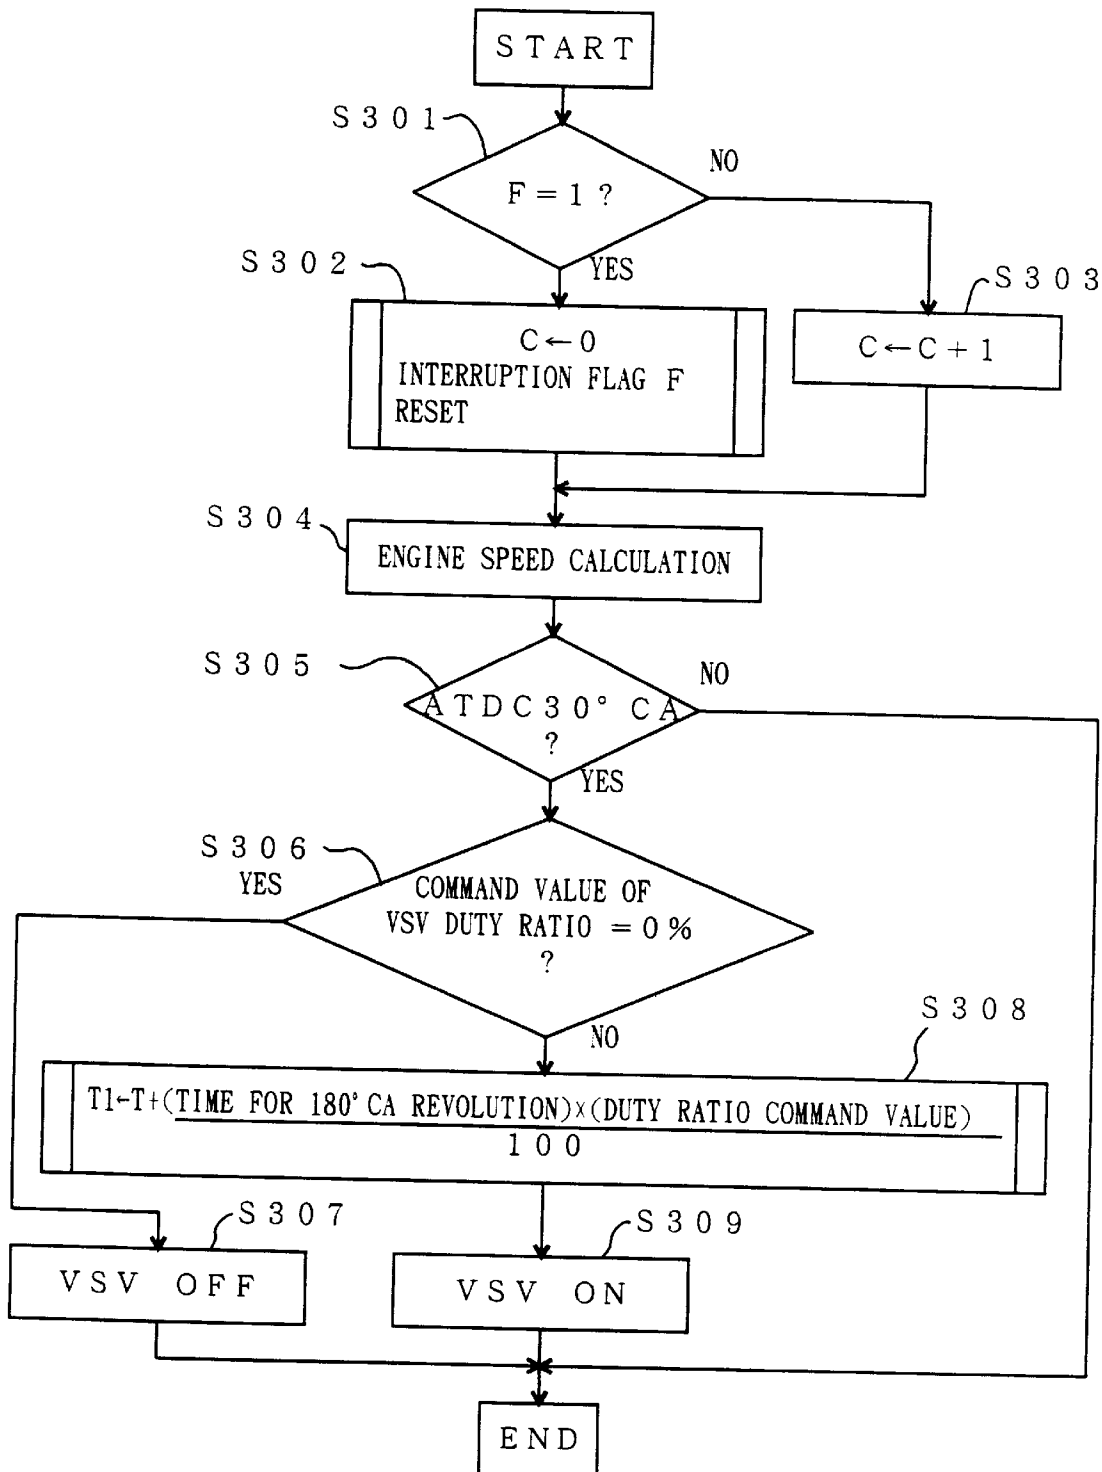 START
S301
NO
F=1?
S302
YES
S303
C←0
INTERRUPTION FLAG F
RESET
C←C+1
S304
ENGINE SPEED CALCULATION
S305
NO
ATDC30° CA
?
YES
S306
YES
COMMAND VALUE OF
VSV DUTY RATIO =0%
?
NO
S308
T1←T+(TIME FOR 180°CA REVOLUTION)×(DUTY RATIO COMMAND VALUE)
100
S307
S309
VSV OFF
VSV ON
END